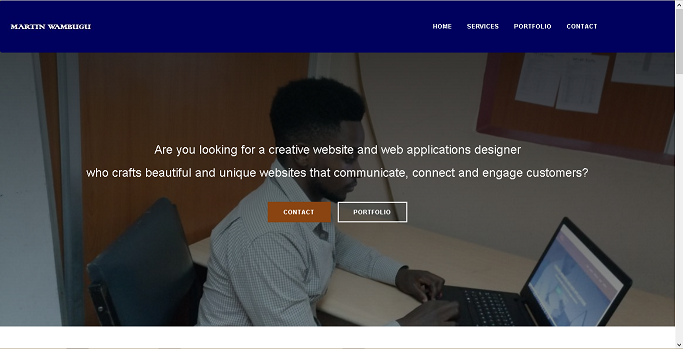 MARTIN WAMBUGU
HOME SERVICES PORTFOLIO CONTACT
Are you looking for a creative website and web applications designer
who crafts beautiful and unique websites that communicate, connect and engage customers?
CONTACT PORTFOLIO